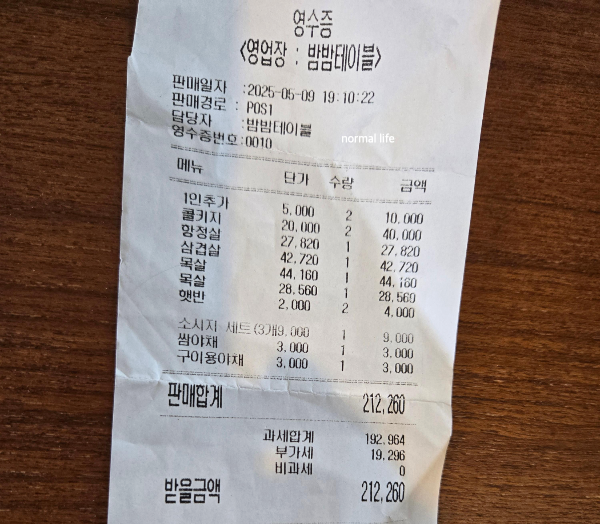 영수증
<영업장 : 밤밤테이블>
판매일자 :2025-05-09 19:10:22
판매경로 : POS1
담당자 :밤밤테이블
영수증번호:0010
normal life
메뉴 단가 수량 금액
1인추가 5,000 2 10,000
콜키지 20,000 2 40,000
항정살 27,820 1 27,820
삼겹살 42,720 1 42,720
목살 44,160 1 44,160
목살 28,560 1 28,560
햇반 2,000 2 4,000
소시지 세트(3개9,000 1 9,000
쌈야채 3,000 1 3,000
구이용야채 3,000 1 3,000
판매합계 212,260
과세합계 192,964
부가세 19,296
비과세 0
받을금액 212,260